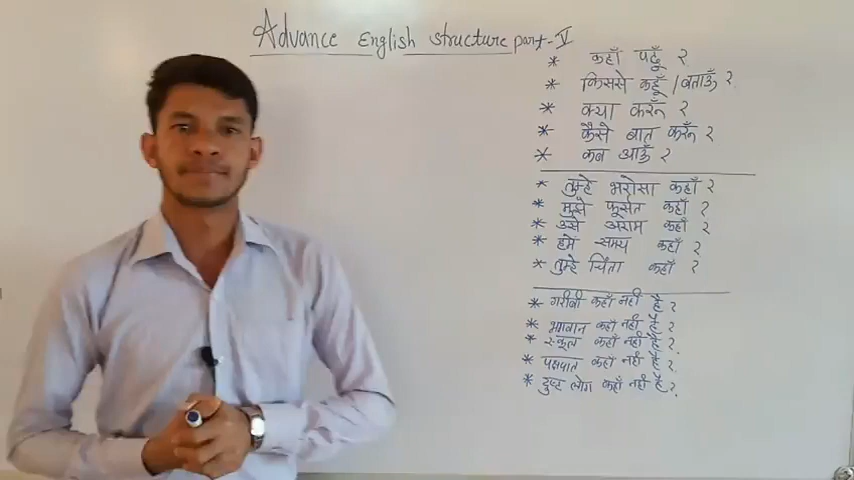 Advance English structure part-V
* कहाँ पढूँ ?
* किससे कहूँ / बताऊँ ?
* क्या करूँ ?
* कैसे बात करूँ ?
* कब आऊँ ?
* तुम्हे भरोसा कहाँ ?
* मुझे फूर्सत कहाँ ?
* उसे अराम कहाँ ?
* हमें समय कहाँ ?
* तुम्हे चिंता कहाँ ?
* गरीबी कहाँ नही है ?
* भगवान कहाँ नही है ?
* स्कूल कहाँ नही है ?
* पक्षपात कहाँ नही है ?
* दुष्ट लोग कहाँ नही है ?